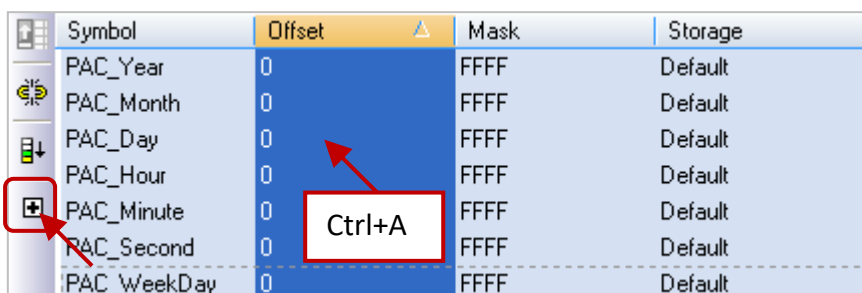 Symbol Offset Mask Storage
PAC_Year 0 FFFF Default
PAC_Month 0 FFFF Default
PAC_Day 0 FFFF Default
PAC_Hour 0 FFFF Default
PAC_Minute 0 FFFF Default
Ctrl+A
PAC_Second 0 FFFF Default
PAC_WeekDay 0 FFFF Default